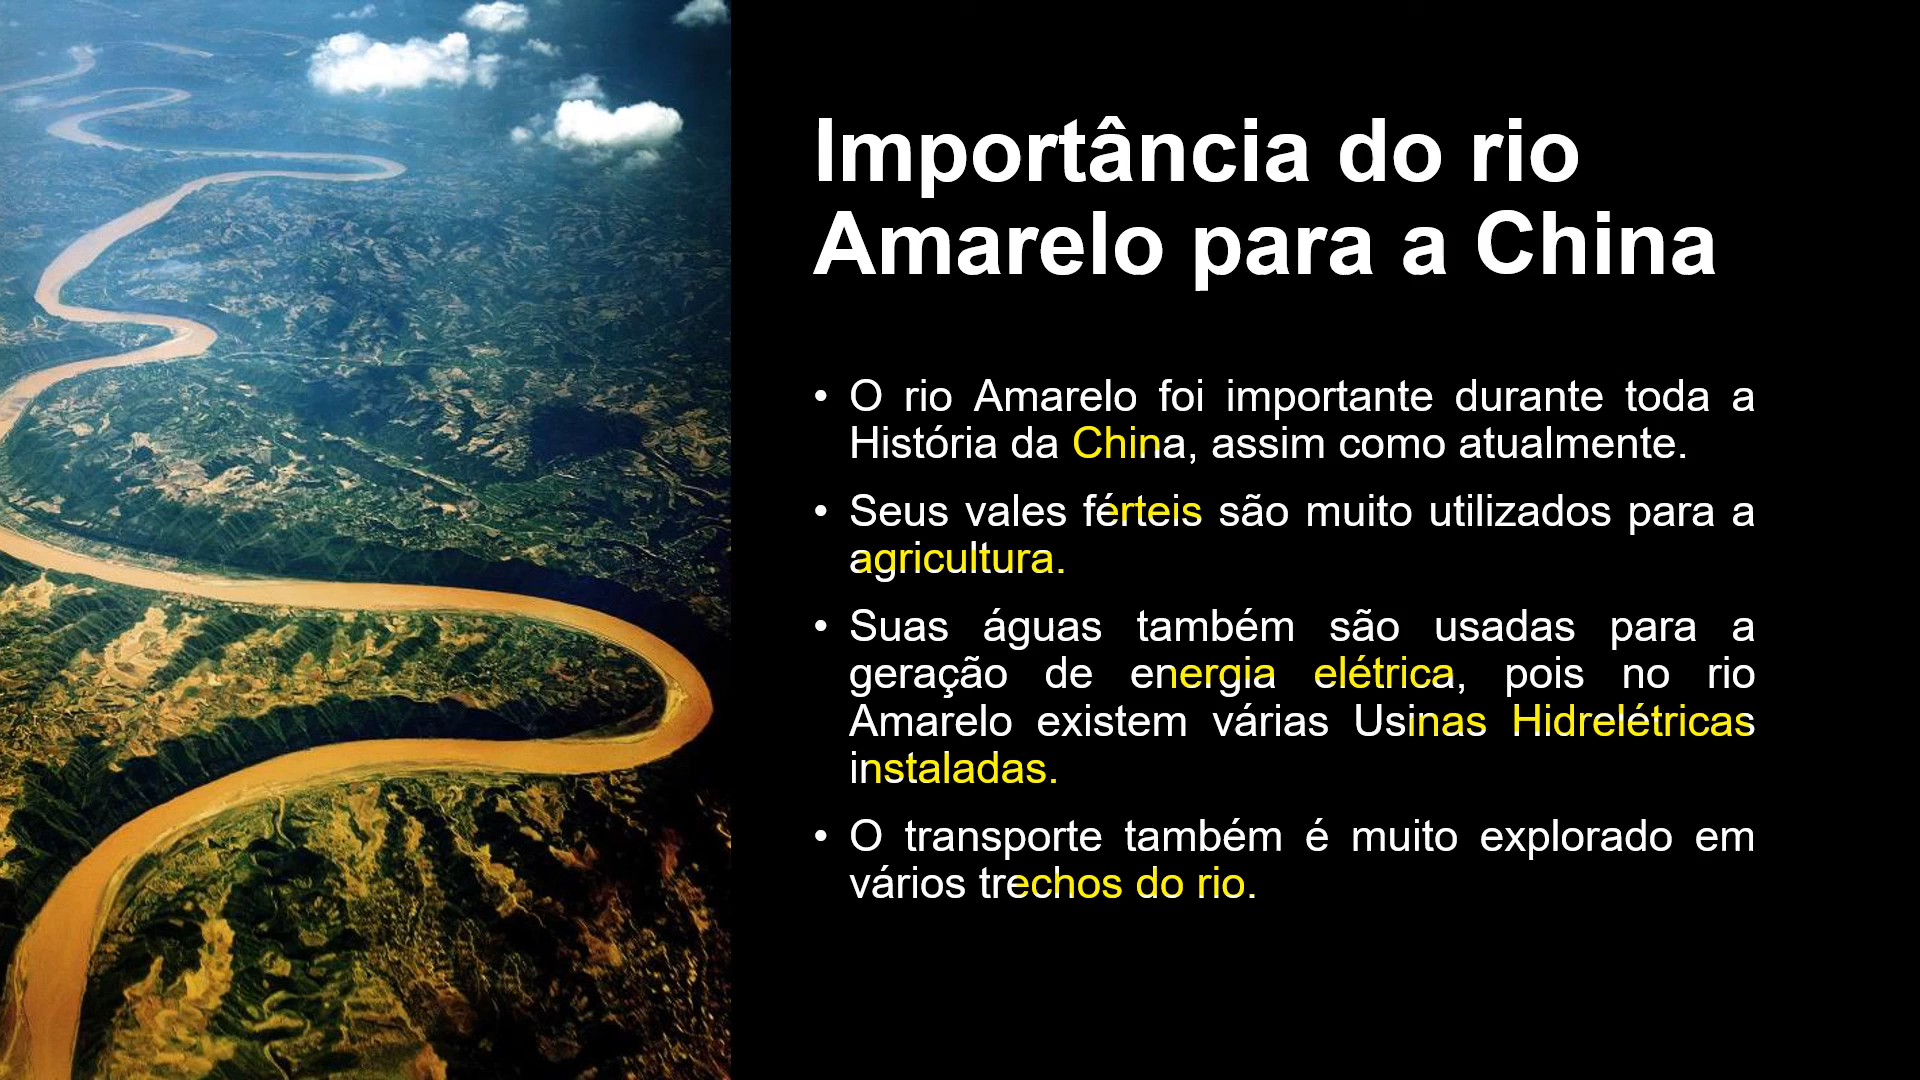 Importância do rio
Amarelo para a China
• O rio Amarelo foi importante durante toda a
História da China, assim como atualmente.
• Seus vales férteis são muito utilizados para a
agricultura.
• Suas águas também são usadas para a
geração de energia elétrica, pois no rio
Amarelo existem várias Usinas Hidrelétricas
instaladas.
• O transporte também é muito explorado em
vários trechos do rio.